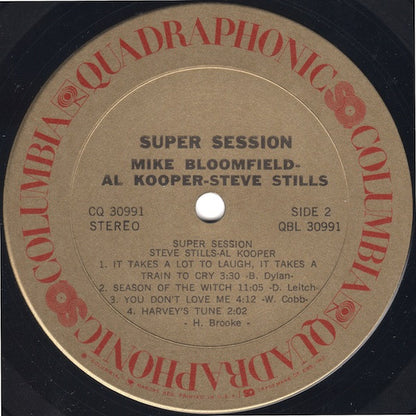 COLUMBIA QUADRAPHONIC SQ COLUMBIA QUADRAPHONIC SQ
SUPER SESSION
MIKE BLOOMFIELD-
AL KOOPER-STEVE STILLS
CQ 30991
STEREO
SIDE 2
QBL 30991
SUPER SESSION
STEVE STILLS-AL KOOPER
1. IT TAKES A LOT TO LAUGH, IT TAKES A
TRAIN TO CRY 3:30 -B. Dylan-
2. SEASON OF THE WITCH 11:05 -D. Leitch-
3. YOU DON'T LOVE ME 4:12 -W. Cobb-
4. HARVEY'S TUNE 2:02
- H. Brooke -